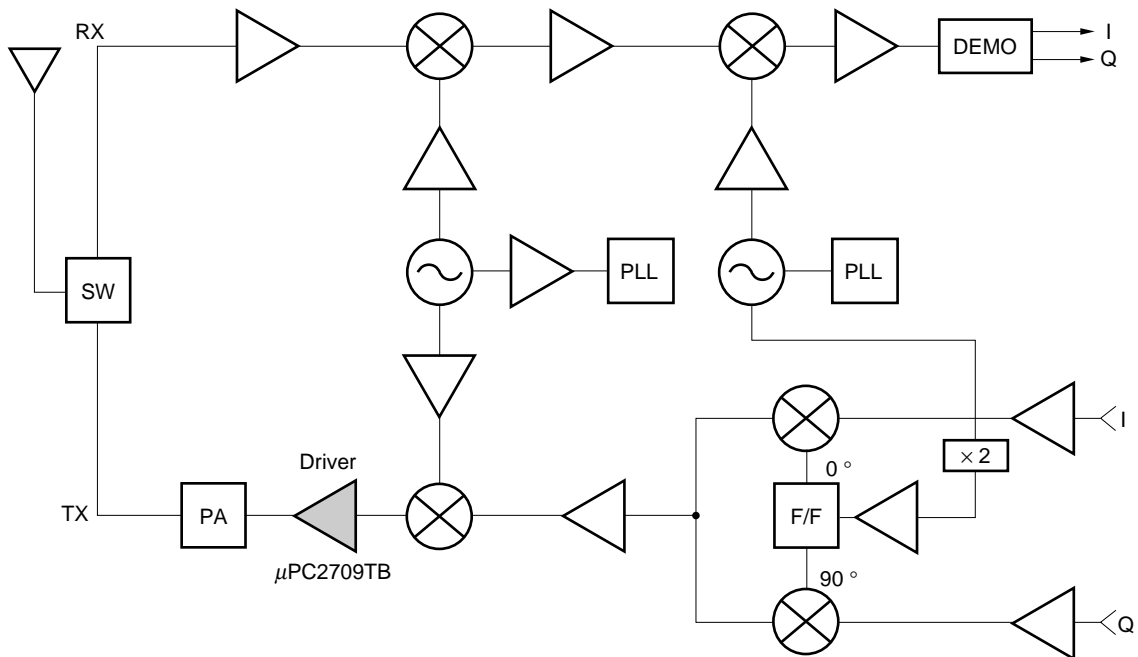 RX
DEMO
I
Q
SW
PLL
PLL
I
× 2
Driver
0 °
TX
PA
F/F
µPC2709TB
90 °
Q